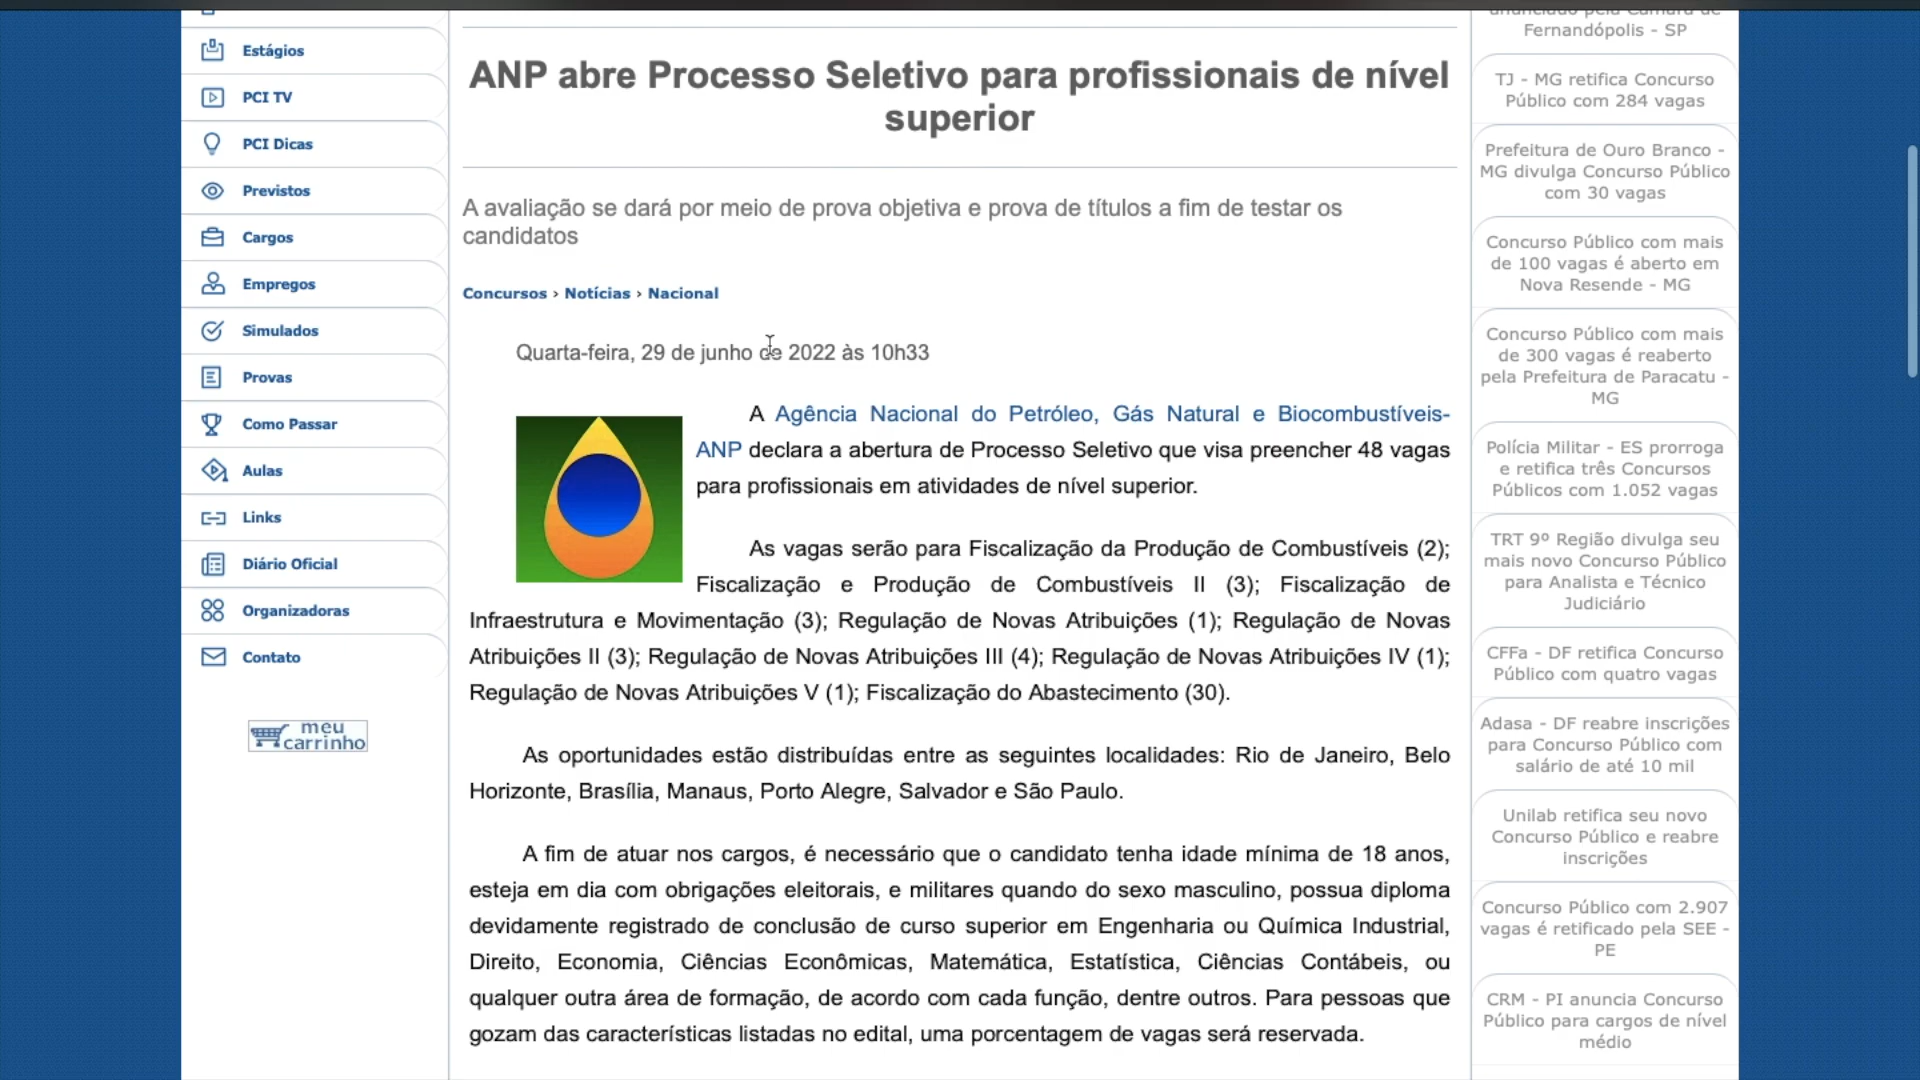 Estágios
PCI TV
PCI Dicas
Previstos
Cargos
Empregos
Simulados
Provas
Como Passar
Aulas
Links
Diário Oficial
Organizadoras
Contato
meu
carrinho
ANP abre Processo Seletivo para profissionais de nível
superior
A avaliação se dará por meio de prova objetiva e prova de títulos a fim de testar os
candidatos
Concursos › Notícias › Nacional
Quarta-feira, 29 de junho de 2022 às 10h33
A Agência Nacional do Petróleo, Gás Natural e Biocombustíveis-
ANP declara a abertura de Processo Seletivo que visa preencher 48 vagas
para profissionais em atividades de nível superior.
As vagas serão para Fiscalização da Produção de Combustíveis (2);
Fiscalização e Produção de Combustíveis II (3); Fiscalização de
Infraestrutura e Movimentação (3); Regulação de Novas Atribuições (1); Regulação de Novas
Atribuições II (3); Regulação de Novas Atribuições III (4); Regulação de Novas Atribuições IV (1);
Regulação de Novas Atribuições V (1); Fiscalização do Abastecimento (30).
As oportunidades estão distribuídas entre as seguintes localidades: Rio de Janeiro, Belo
Horizonte, Brasília, Manaus, Porto Alegre, Salvador e São Paulo.
A fim de atuar nos cargos, é necessário que o candidato tenha idade mínima de 18 anos,
esteja em dia com obrigações eleitorais, e militares quando do sexo masculino, possua diploma
devidamente registrado de conclusão de curso superior em Engenharia ou Química Industrial,
Direito, Economia, Ciências Econômicas, Matemática, Estatística, Ciências Contábeis, ou
qualquer outra área de formação, de acordo com cada função, dentre outros. Para pessoas que
gozam das características listadas no edital, uma porcentagem de vagas será reservada.
anunciado pela Câmara de
Fernandópolis - SP
TJ - MG retifica Concurso
Público com 284 vagas
Prefeitura de Ouro Branco -
MG divulga Concurso Público
com 30 vagas
Concurso Público com mais
de 100 vagas é aberto em
Nova Resende - MG
Concurso Público com mais
de 300 vagas é reaberto
pela Prefeitura de Paracatu -
MG
Polícia Militar - ES prorroga
e retifica três Concursos
Públicos com 1.052 vagas
TRT 9º Região divulga seu
mais novo Concurso Público
para Analista e Técnico
Judiciário
CFFa - DF retifica Concurso
Público com quatro vagas
Adasa - DF reabre inscrições
para Concurso Público com
salário de até 10 mil
Unilab retifica seu novo
Concurso Público e reabre
inscrições
Concurso Público com 2.907
vagas é retificado pela SEE -
PE
CRM - PI anuncia Concurso
Público para cargos de nível
médio